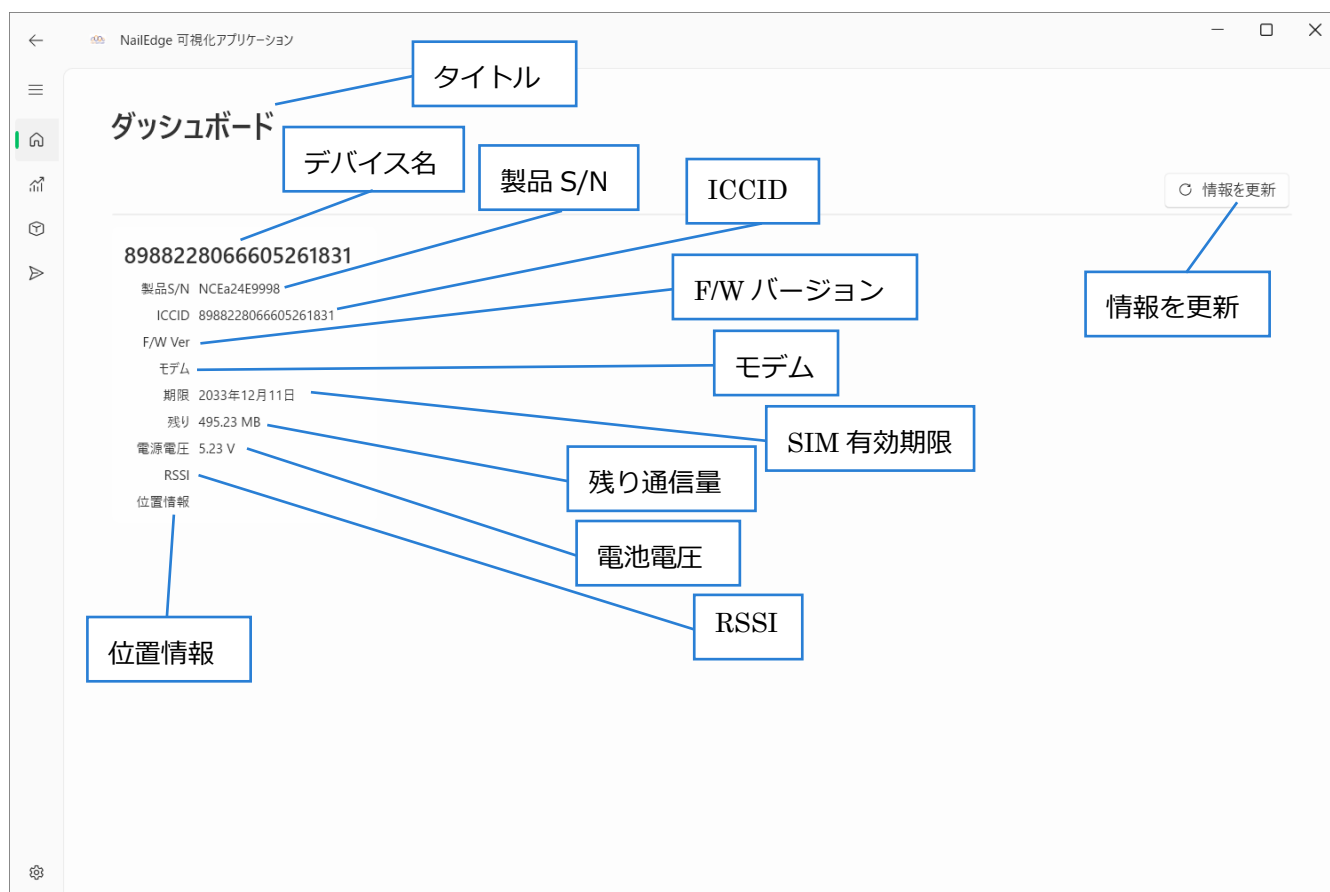 NailEdge 可視化アプリケーション
タイトル
ダッシュボード
デバイス名
製品 S/N
ICCID
情報を更新
8988228066605261831
製品S/N NCEa24E9998
ICCID 8988228066605261831
F/W Ver
モデム
期限 2033年12月11日
残り 495.23 MB
電源電圧 5.23 V
RSSI
位置情報
F/W バージョン
情報を更新
モデム
SIM 有効期限
残り通信量
電池電圧
RSSI
位置情報